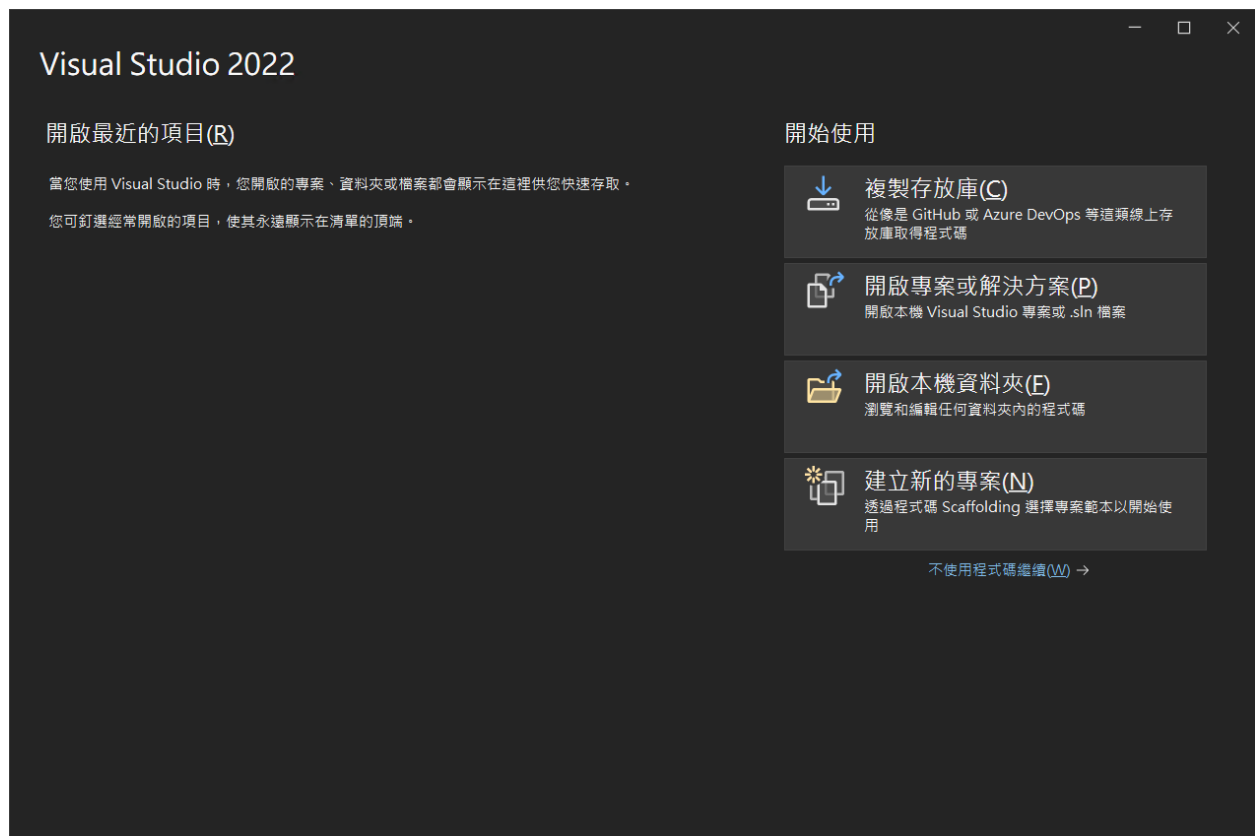 Visual Studio 2022
開啟最近的項目(R)
當您使用 Visual Studio 時，您開啟的專案、資料夾或檔案都會顯示在這裡供您快速存取。
您可釘選經常開啟的項目，使其永遠顯示在清單的頂端。
開始使用
複製存放庫(C)
從像是 GitHub 或 Azure DevOps 等這類線上存
放庫取得程式碼
開啟專案或解決方案(P)
開啟本機 Visual Studio 專案或 .sln 檔案
開啟本機資料夾(F)
瀏覽和編輯任何資料夾內的程式碼
建立新的專案(N)
透過程式碼 Scaffolding 選擇專案範本以開始使
用
不使用程式碼繼續(W) →